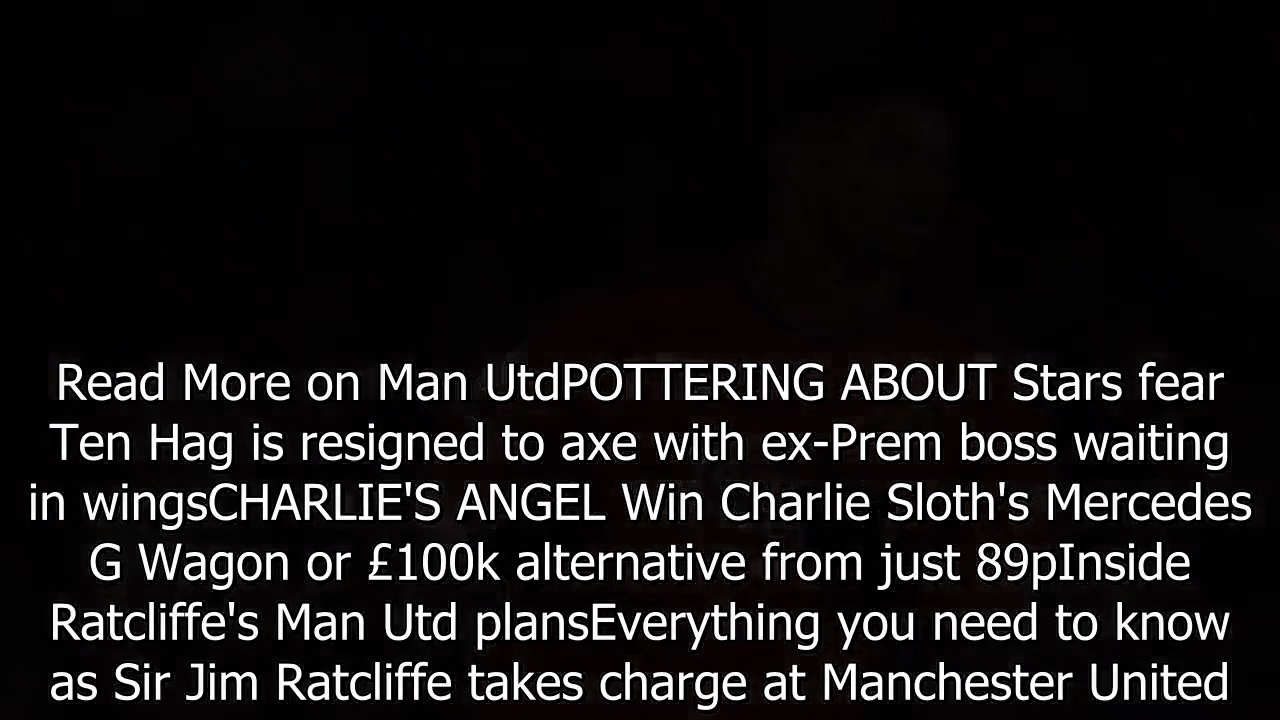 Read More on Man UtdPOTTERING ABOUT Stars fear
Ten Hag is resigned to axe with ex-Prem boss waiting
in wingsCHARLIE'S ANGEL Win Charlie Sloth's Mercedes
G Wagon or £100k alternative from just 89pInside
Ratcliffe's Man Utd plansEverything you need to know
as Sir Jim Ratcliffe takes charge at Manchester United